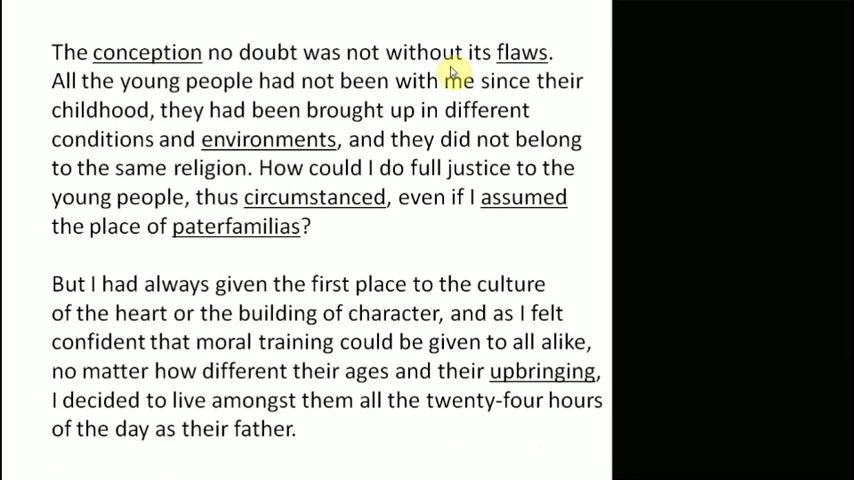 The conception no doubt was not without its flaws.
All the young people had not been with me since their
childhood, they had been brought up in different
conditions and environments, and they did not belong
to the same religion. How could I do full justice to the
young people, thus circumstanced, even if I assumed
the place of paterfamilias?
But I had always given the first place to the culture
of the heart or the building of character, and as I felt
confident that moral training could be given to all alike,
no matter how different their ages and their upbringing,
I decided to live amongst them all the twenty-four hours
of the day as their father.